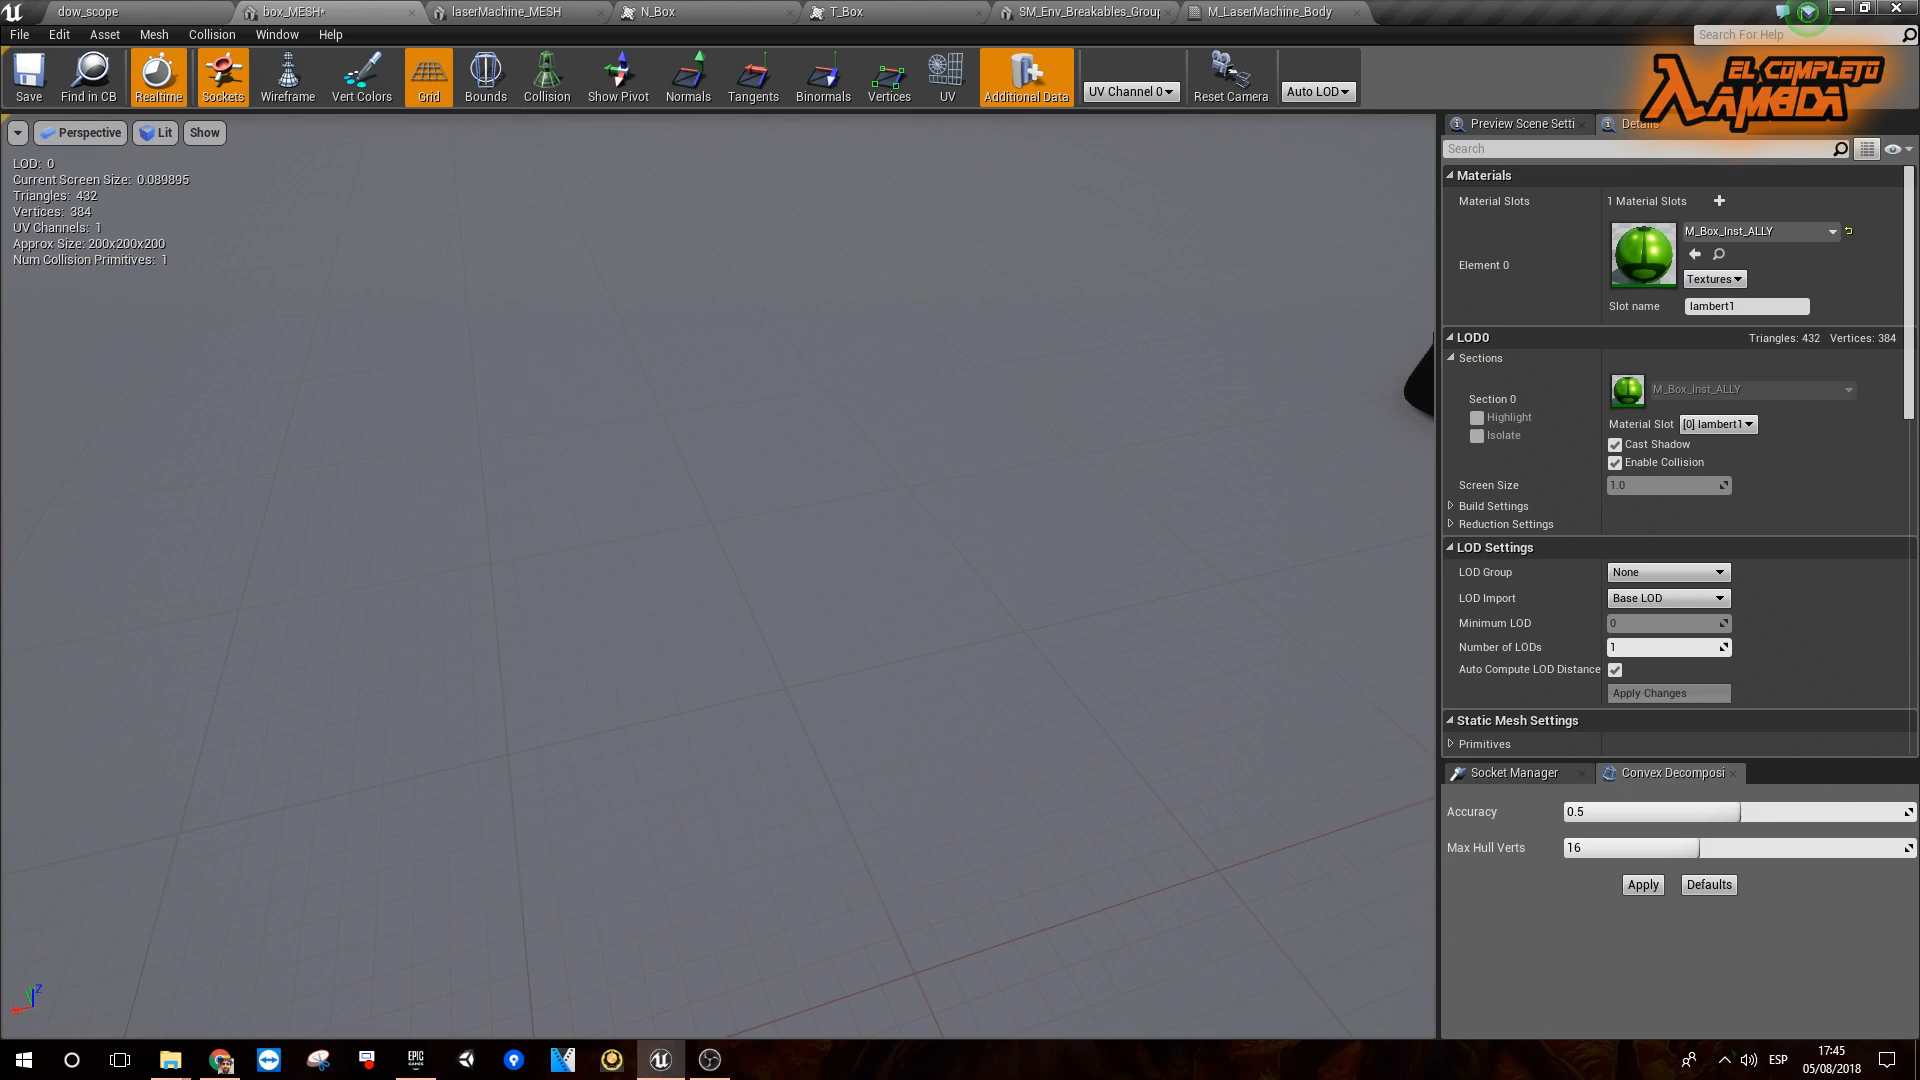 dow_scope
box_MESH*
laserMachine_MESH
N_Box
T_Box
SM_Env_Breakables_Group
M_LaserMachine_Body
File Edit Asset Mesh Collision Window Help
Search For Help
EL COMPLETO
λAMBDA
Save
Find in CB
Realtime
Sockets
Wireframe
Vert Colors
Grid
Bounds
Collision
Show Pivot
Normals
Tangents
Binormals
Vertices
UV
Additional Data
UV Channel 0
Reset Camera
Auto LOD
Perspective
Lit
Show
LOD: 0
Current Screen Size: 0.089895
Triangles: 432
Vertices: 384
UV Channels: 1
Approx Size: 200x200x200
Num Collision Primitives: 1
Z
Preview Scene Setti
Details
Search
Materials
Material Slots
1 Material Slots
Element 0
M_Box_Inst_ALLY
Textures
Slot name
lambert1
LOD0
Triangles: 432 Vertices: 384
Sections
Section 0
Highlight
Isolate
M_Box_Inst_ALLY
Material Slot
[0] lambert1
Cast Shadow
Enable Collision
Screen Size
1.0
Build Settings
Reduction Settings
LOD Settings
LOD Group
None
LOD Import
Base LOD
Minimum LOD
0
Number of LODs
1
Auto Compute LOD Distance
Apply Changes
Static Mesh Settings
Primitives
Socket Manager
Convex Decomposi
Accuracy
0.5
Max Hull Verts
16
Apply
Defaults
EPIC
GAMES
ESP
17:45
05/08/2018